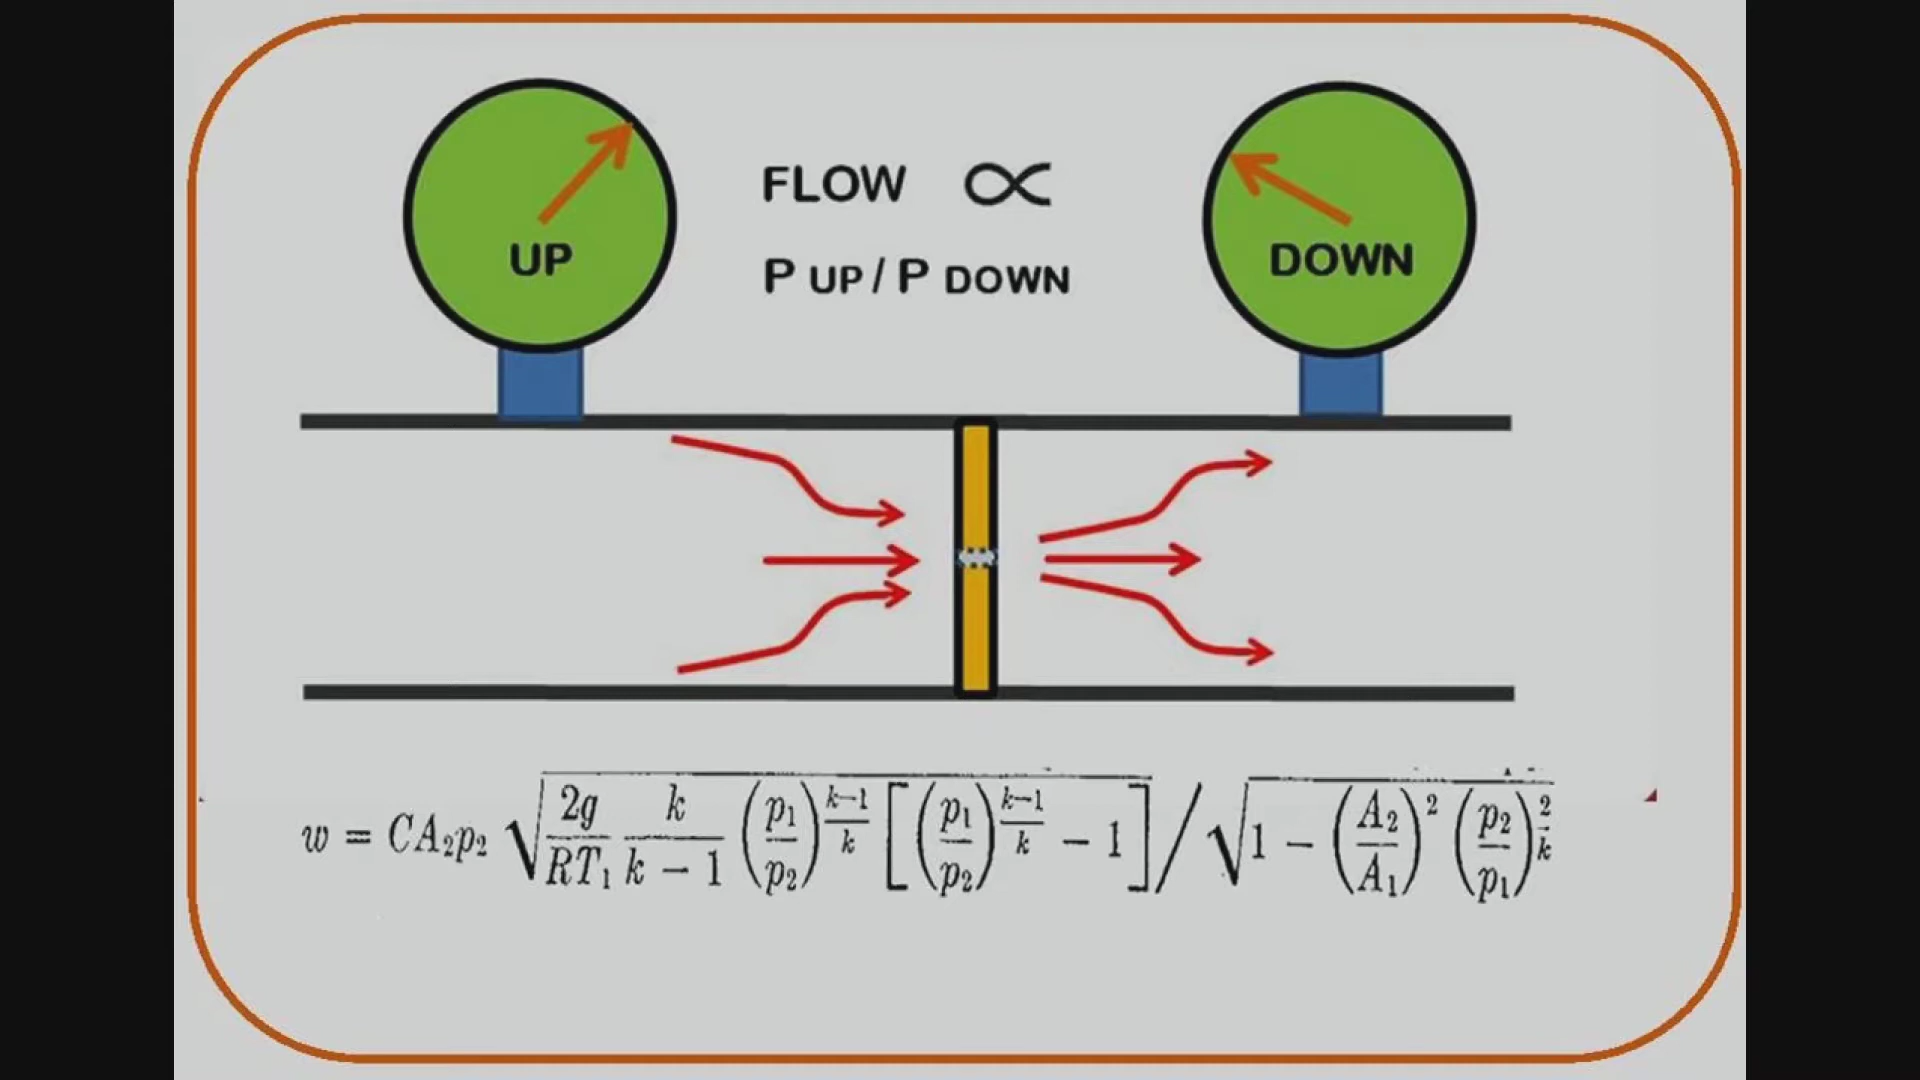 UP
FLOW ∝
P UP / P DOWN
DOWN
w = CA₂p₂ √(2g/RT₁ k/k − 1 (p₁/p₂)^(k−1/k) [(p₁/p₂)^(k−1/k) − 1]) / √(1 − (A₂/A₁)² (p₂/p₁)^(2/k))